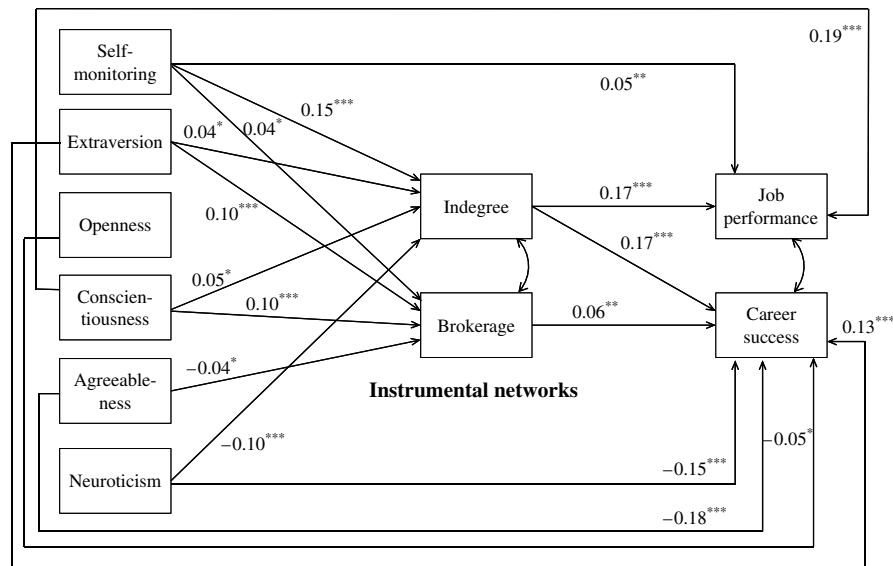 0.19***
Self-
monitoring
0.05**
0.15***
Extraversion
0.04*
0.04*
Indegree
0.17***
Job
performance
0.10***
Openness
0.17***
0.05*
Conscien-
tiousness
0.10***
Brokerage
0.06**
Career
success
0.13***
Agreeable-
ness
−0.04*
Instrumental networks
−0.10***
−0.05*
Neuroticism
−0.15***
−0.18***